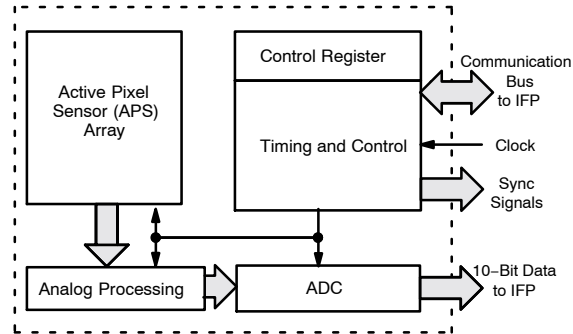 Active Pixel
Sensor (APS)
Array
Control Register
Timing and Control
Communication
Bus
to IFP
Clock
Sync
Signals
Analog Processing
ADC
10−Bit Data
to IFP